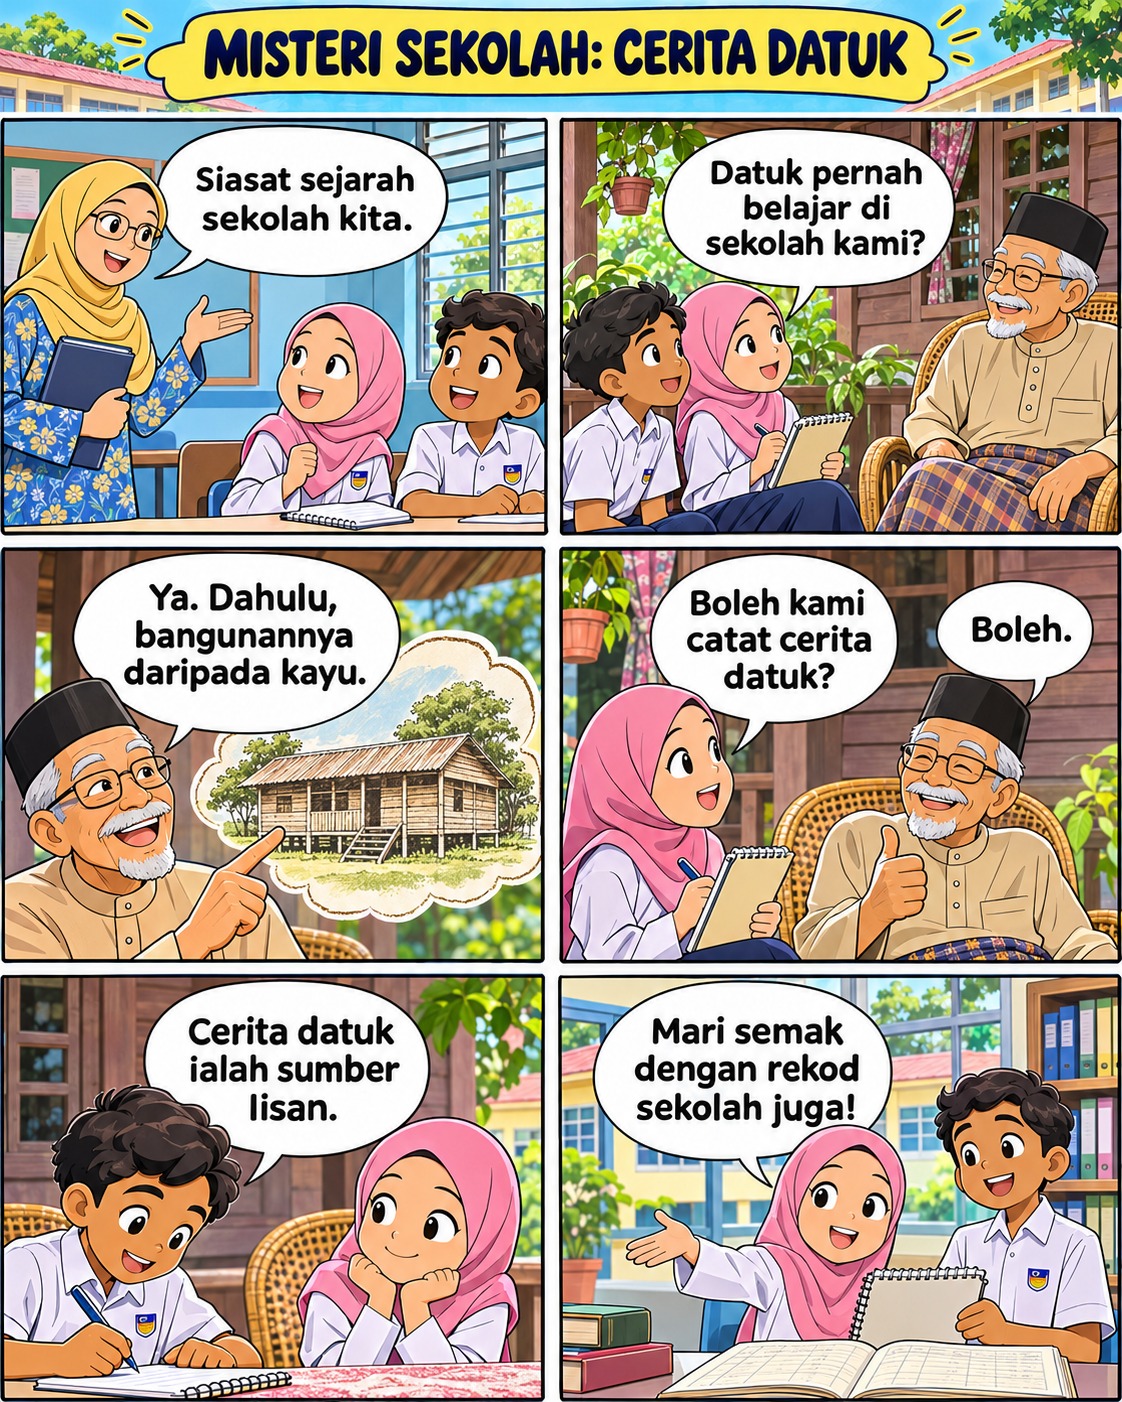 MISTERI SEKOLAH: CERITA DATUK
Siasat sejarah
sekolah kita.
Datuk pernah
belajar di
sekolah kami?
Ya. Dahulu,
bangunannya
daripada kayu.
Boleh kami
catat cerita
datuk?
Boleh.
Cerita datuk
ialah sumber
lisan.
Mari semak
dengan rekod
sekolah juga!